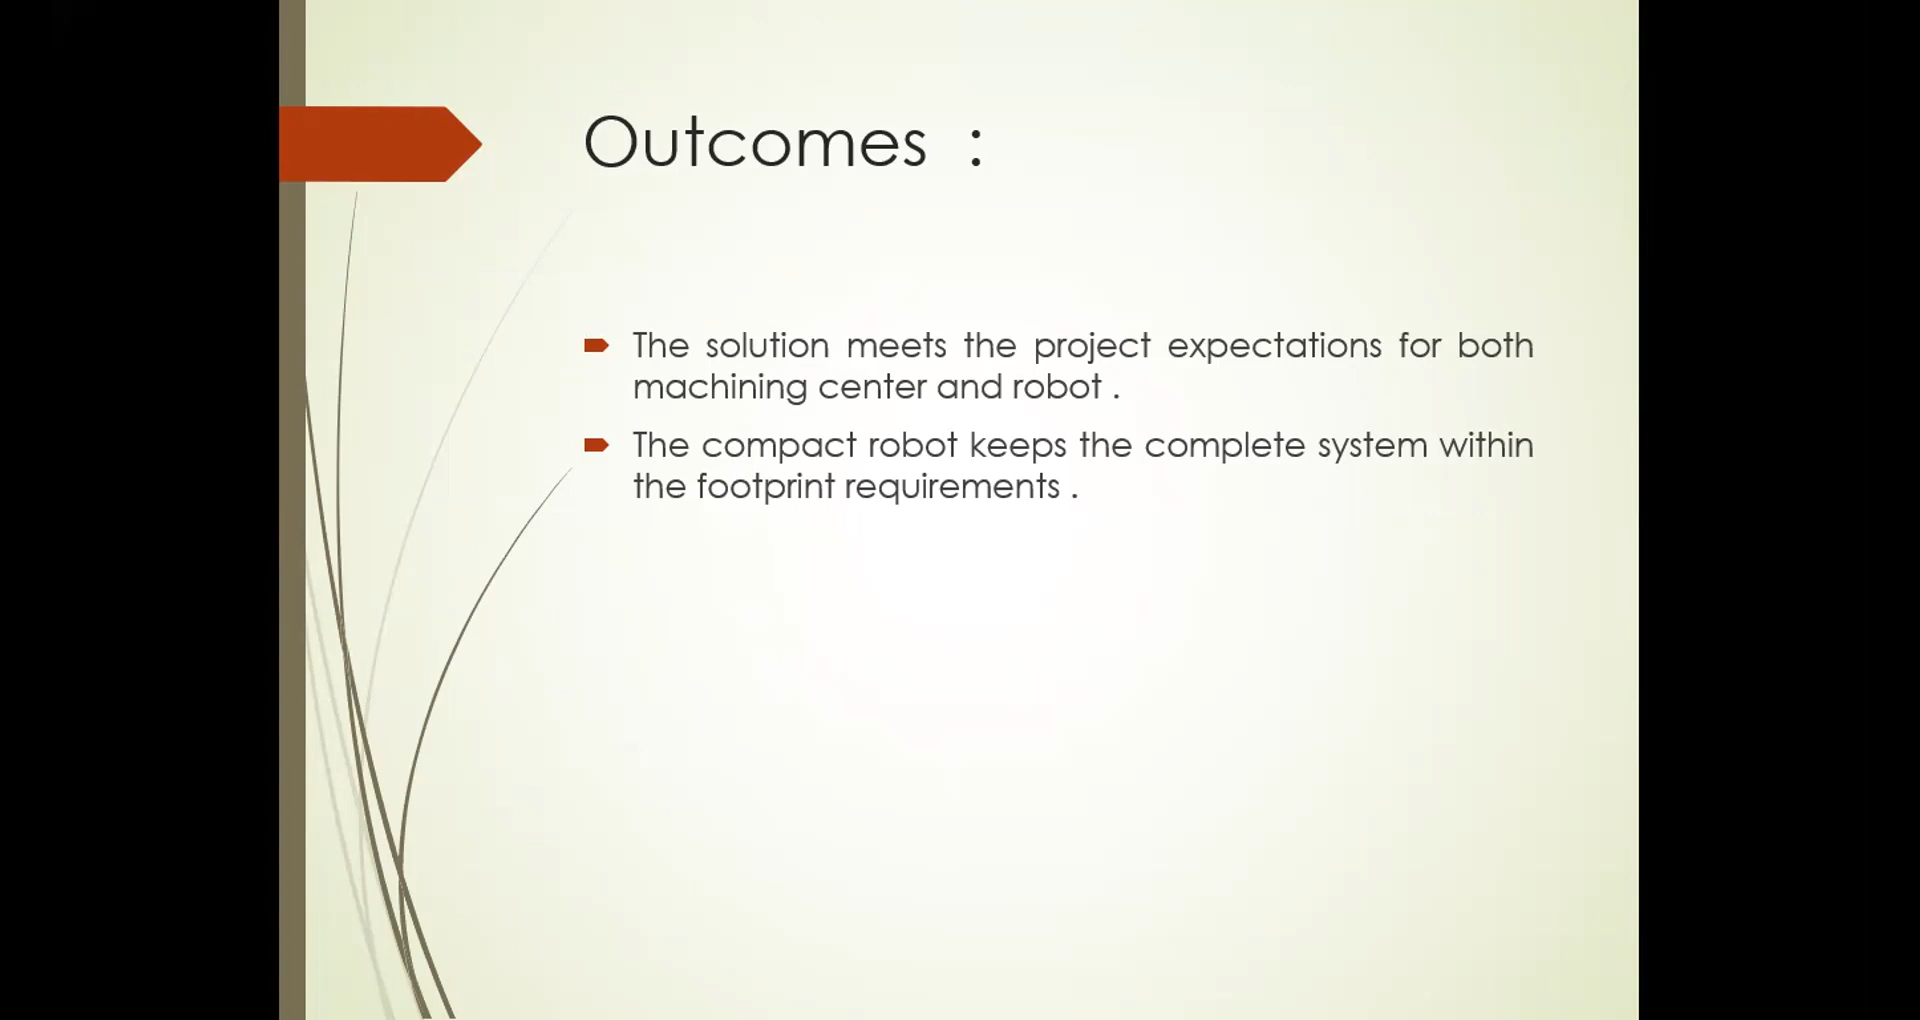 Outcomes :
The solution meets the project expectations for both
machining center and robot .
The compact robot keeps the complete system within
the footprint requirements .